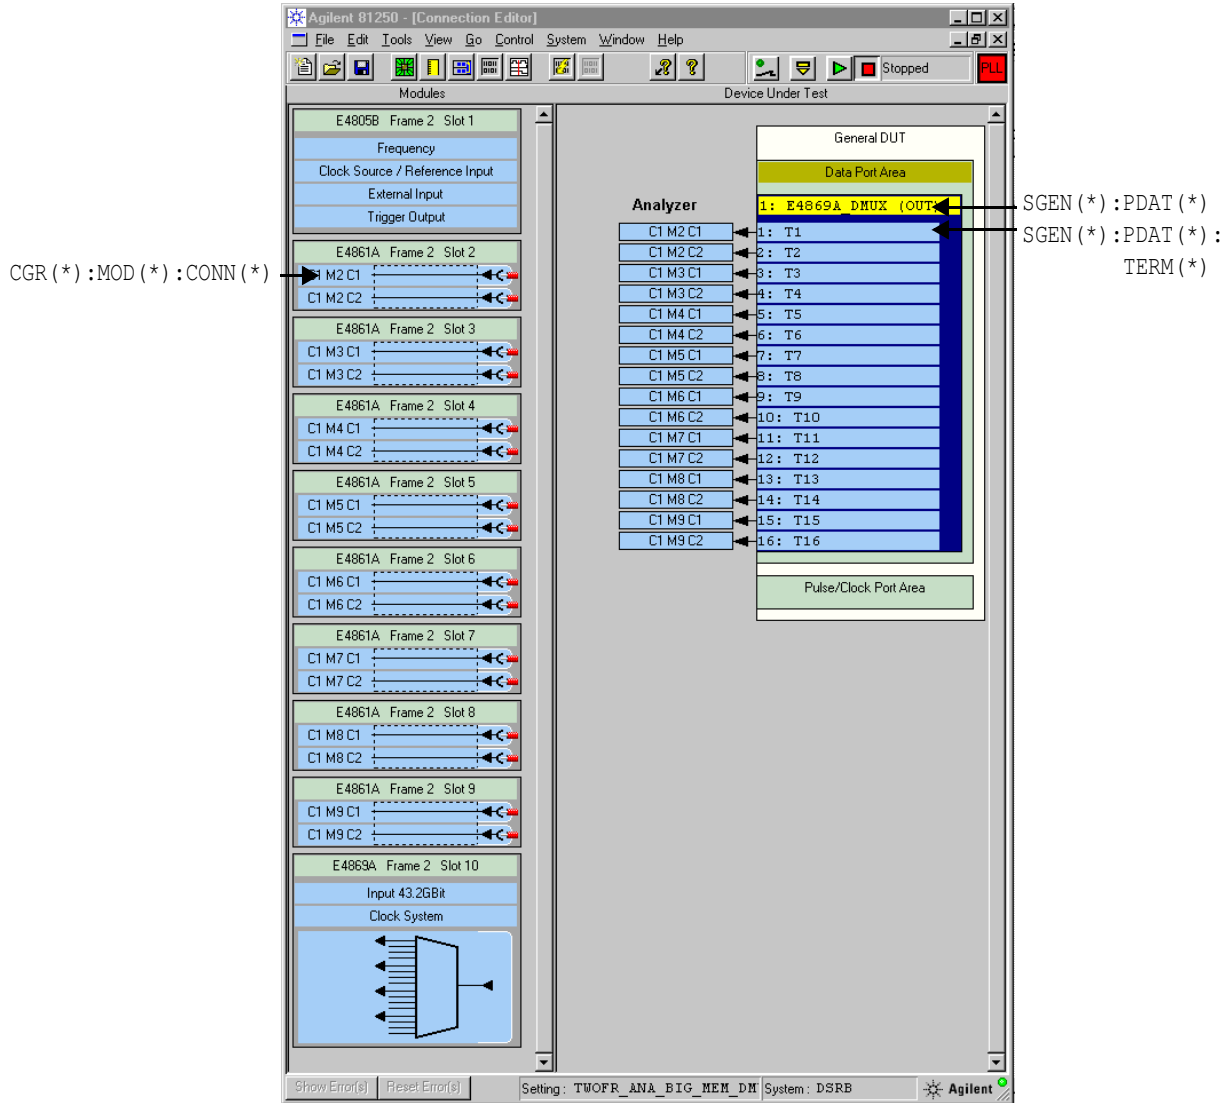 Agilent 81250 - [Connection Editor]
File Edit Tools View Go Control System Window Help
Stopped
PLL
Modules
Device Under Test
E4805B Frame 2 Slot 1
Frequency
Clock Source / Reference Input
External Input
Trigger Output
E4861A Frame 2 Slot 2
C1 M2 C1
C1 M2 C2
E4861A Frame 2 Slot 3
C1 M3 C1
C1 M3 C2
E4861A Frame 2 Slot 4
C1 M4 C1
C1 M4 C2
E4861A Frame 2 Slot 5
C1 M5 C1
C1 M5 C2
E4861A Frame 2 Slot 6
C1 M6 C1
C1 M6 C2
E4861A Frame 2 Slot 7
C1 M7 C1
C1 M7 C2
E4861A Frame 2 Slot 8
C1 M8 C1
C1 M8 C2
E4861A Frame 2 Slot 9
C1 M9 C1
C1 M9 C2
E4869A Frame 2 Slot 10
Input 43.2GBit
Clock System
CGR(*):MOD(*):CONN(*)
General DUT
Data Port Area
Analyzer
1: E4869A_DMUX (OUT)
C1 M2 C1 1: T1
C1 M2 C2 2: T2
C1 M3 C1 3: T3
C1 M3 C2 4: T4
C1 M4 C1 5: T5
C1 M4 C2 6: T6
C1 M5 C1 7: T7
C1 M5 C2 8: T8
C1 M6 C1 9: T9
C1 M6 C2 10: T10
C1 M7 C1 11: T11
C1 M7 C2 12: T12
C1 M8 C1 13: T13
C1 M8 C2 14: T14
C1 M9 C1 15: T15
C1 M9 C2 16: T16
Pulse/Clock Port Area
SGEN(*):PDAT(*)
SGEN(*):PDAT(*):
TERM(*)
Show Error(s) Reset Error(s) Setting: TWOFR_ANA_BIG_MEM_DM System: DSRB Agilent